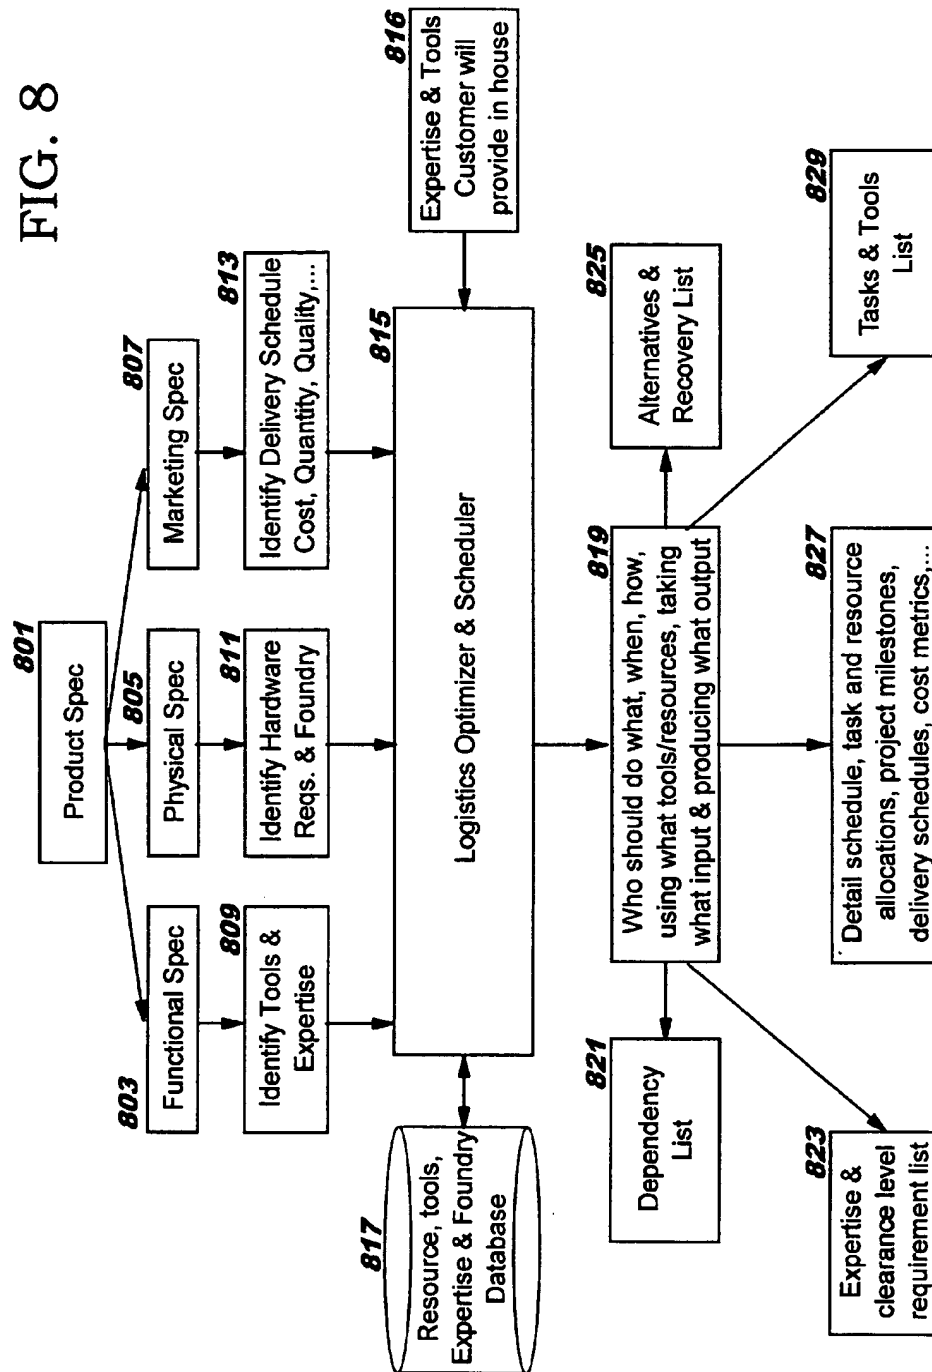 FIG. 8
801
Product Spec
803
Functional Spec
805
Physical Spec
807
Marketing Spec
809
Identify Tools &
Expertise
811
Identify Hardware
Reqs. & Foundry
813
Identify Delivery Schedule
Cost, Quantity, Quality,...
817
Resource, tools,
Expertise & Foundry
Database
815
Logistics Optimizer & Scheduler
816
Expertise & Tools
Customer will
provide in house
821
Dependency
List
819
Who should do what, when, how,
using what tools/resources, taking
what input & producing what output
825
Alternatives &
Recovery List
823
Expertise &
clearance level
requirement list
827
Detail schedule, task and resource
allocations, project milestones,
delivery schedules, cost metrics,...
829
Tasks & Tools
List